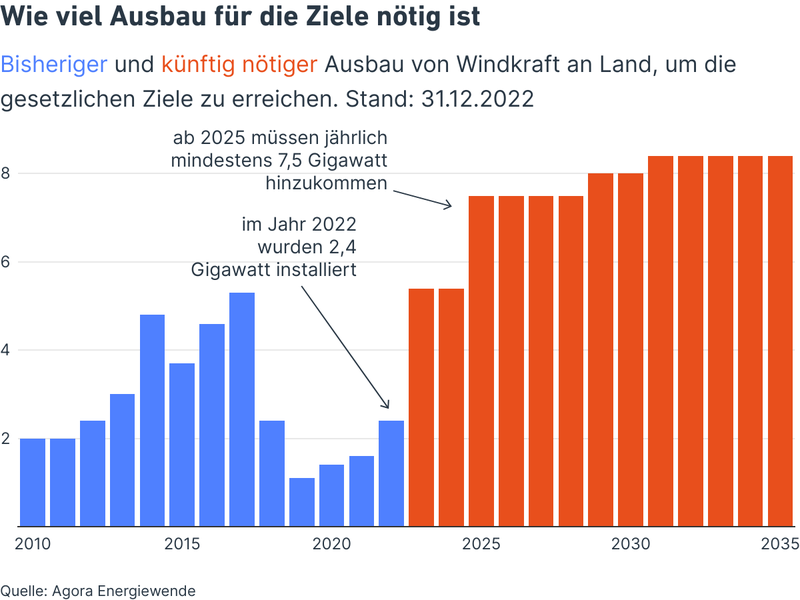 Wie viel Ausbau für die Ziele nötig ist
Bisheriger und künftig nötiger Ausbau von Windkraft an Land, um die
gesetzlichen Ziele zu erreichen. Stand: 31.12.2022
ab 2025 müssen jährlich
mindestens 7,5 Gigawatt
hinzukommen
im Jahr 2022
wurden 2,4
Gigawatt installiert
8
6
4
2
2010 2015 2020 2025 2030 2035
Quelle: Agora Energiewende